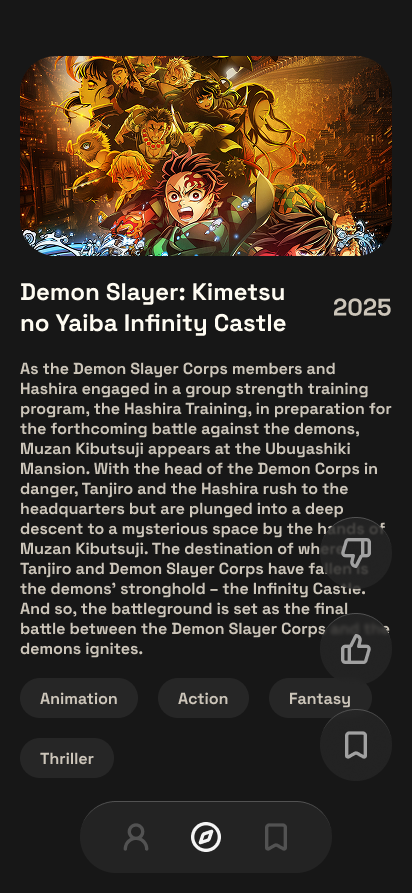 Demon Slayer: Kimetsu
no Yaiba Infinity Castle
2025
As the Demon Slayer Corps members and
Hashira engaged in a group strength training
program, the Hashira Training, in preparation for
the forthcoming battle against the demons,
Muzan Kibutsuji appears at the Ubuyashiki
Mansion. With the head of the Demon Corps in
danger, Tanjiro and the Hashira rush to the
headquarters but are plunged into a deep
descent to a mysterious space by the hands of
Muzan Kibutsuji. The destination of where
Tanjiro and Demon Slayer Corps have fallen is
the demons’ stronghold – the Infinity Castle.
And so, the battleground is set as the final
battle between the Demon Slayer Corps and the
demons ignites.
Animation
Action
Fantasy
Thriller